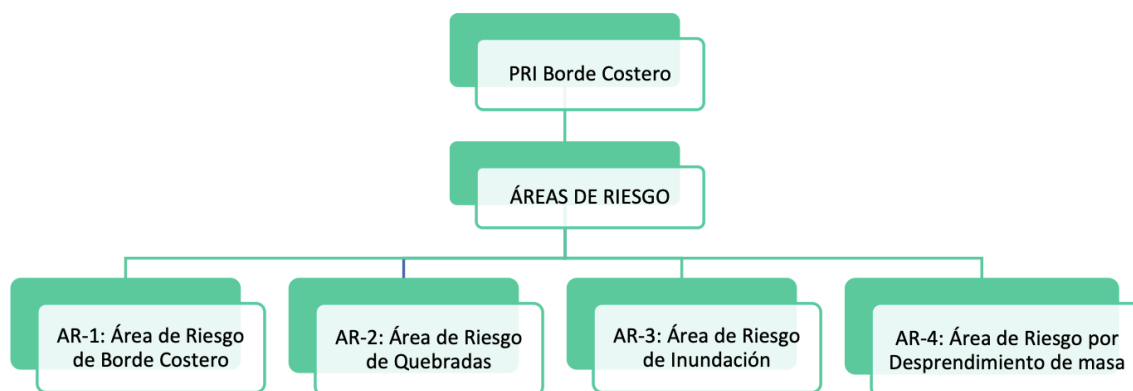 PRI Borde Costero
ÁREAS DE RIESGO
AR-1: Área de Riesgo
de Borde Costero
AR-2: Área de Riesgo
de Quebradas
AR-3: Área de Riesgo
de Inundación
AR-4: Área de Riesgo por
Desprendimiento de masa